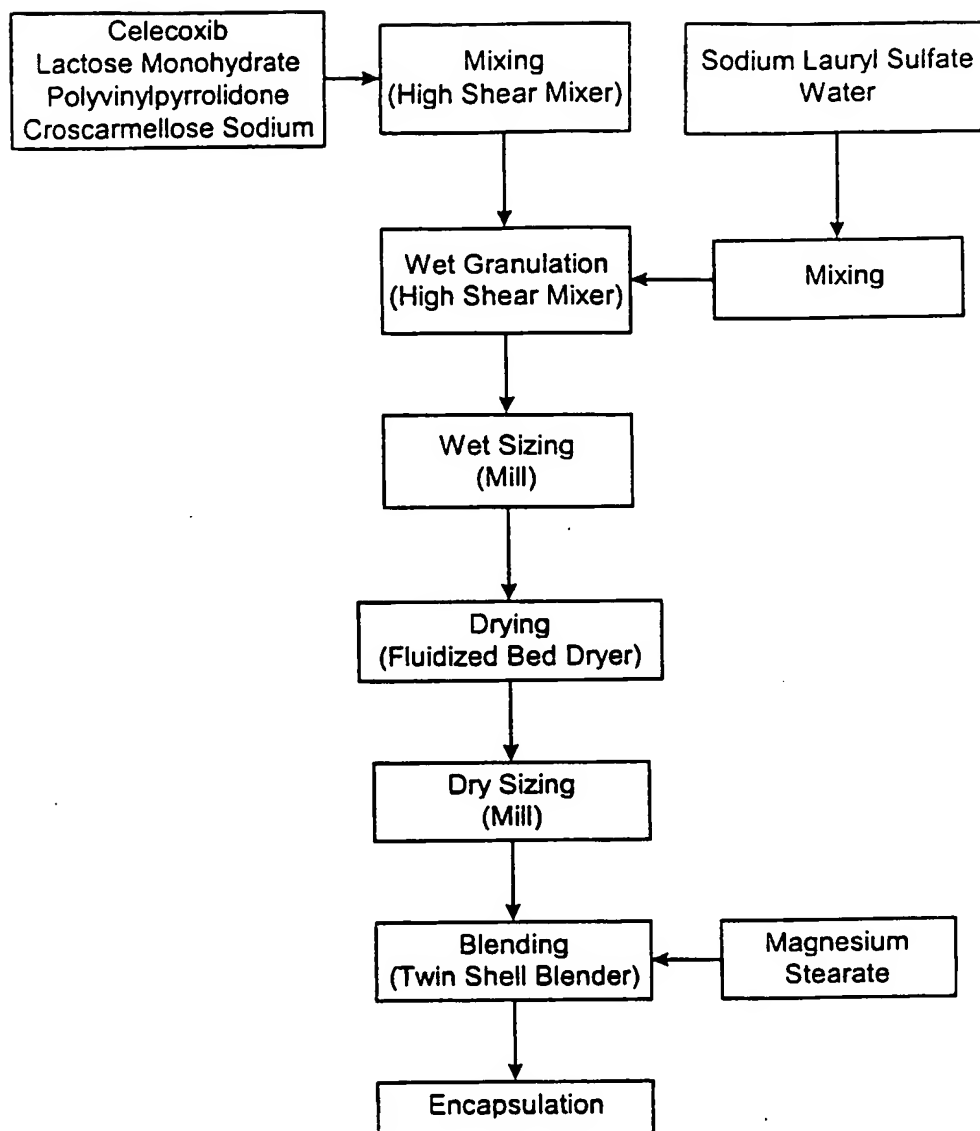 Celecoxib
Lactose Monohydrate
Polyvinylpyrrolidone
Croscarmellose Sodium
Mixing
(High Shear Mixer)
Sodium Lauryl Sulfate
Water
Wet Granulation
(High Shear Mixer)
Mixing
Wet Sizing
(Mill)
Drying
(Fluidized Bed Dryer)
Dry Sizing
(Mill)
Blending
(Twin Shell Blender)
Magnesium
Stearate
Encapsulation